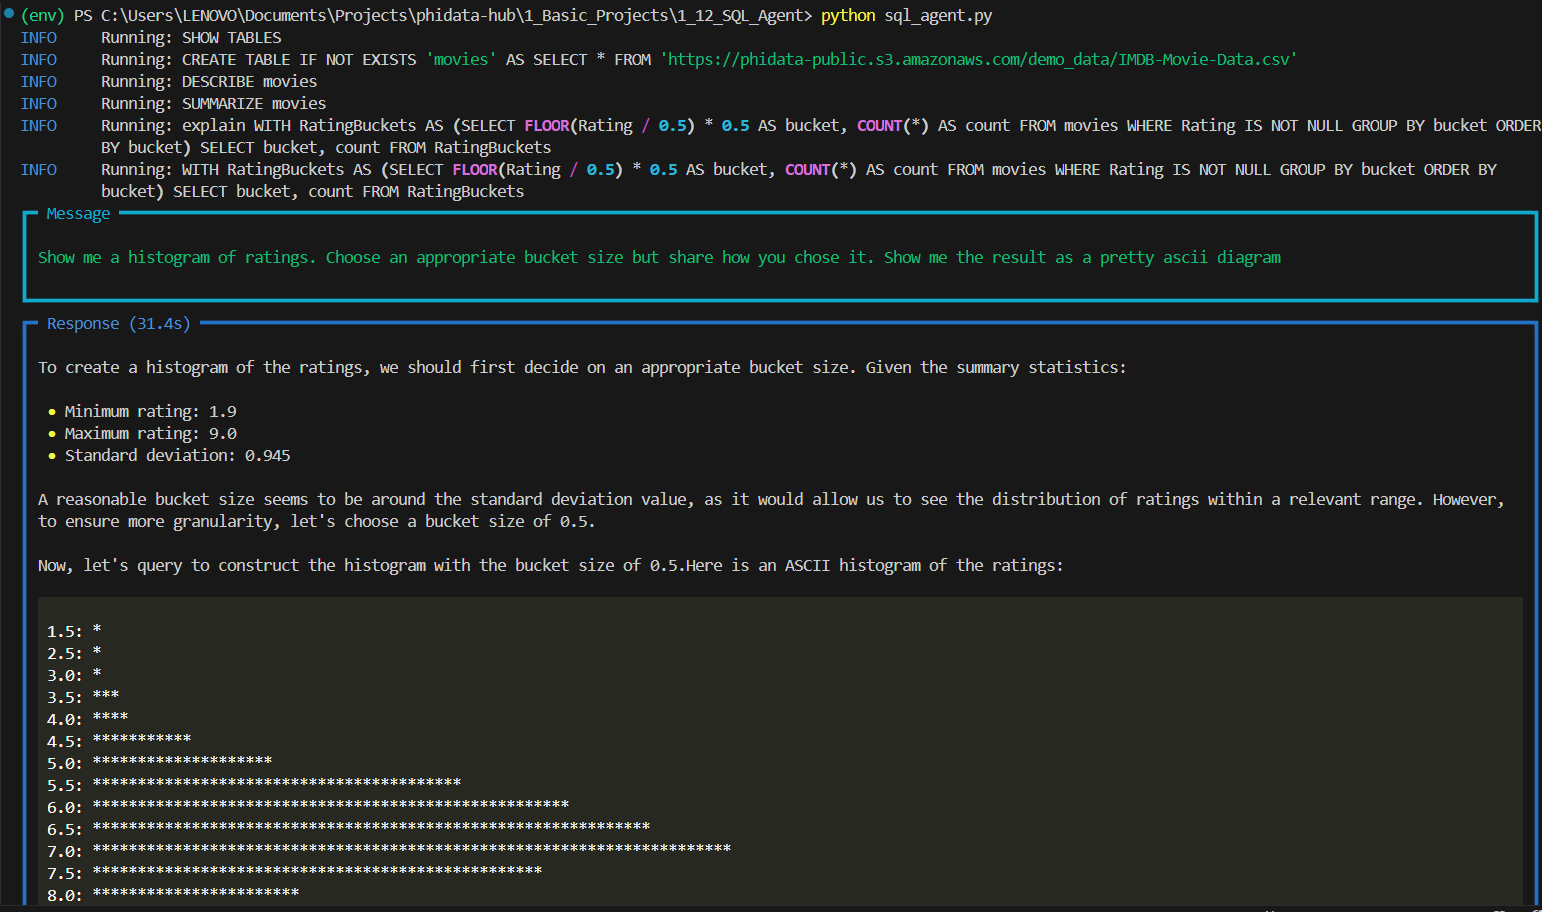 (env) PS C:\Users\LENOVO\Documents\Projects\phidata-hub\1_Basic_Projects\1_12_SQL_Agent> python sql_agent.py
INFO     Running: SHOW TABLES
INFO     Running: CREATE TABLE IF NOT EXISTS 'movies' AS SELECT * FROM 'https://phidata-public.s3.amazonaws.com/demo_data/IMDB-Movie-Data.csv'
INFO     Running: DESCRIBE movies
INFO     Running: SUMMARIZE movies
INFO     Running: explain WITH RatingBuckets AS (SELECT FLOOR(Rating / 0.5) * 0.5 AS bucket, COUNT(*) AS count FROM movies WHERE Rating IS NOT NULL GROUP BY bucket ORDER
BY bucket) SELECT bucket, count FROM RatingBuckets
INFO     Running: WITH RatingBuckets AS (SELECT FLOOR(Rating / 0.5) * 0.5 AS bucket, COUNT(*) AS count FROM movies WHERE Rating IS NOT NULL GROUP BY bucket ORDER BY
bucket) SELECT bucket, count FROM RatingBuckets
Message
Show me a histogram of ratings. Choose an appropriate bucket size but share how you chose it. Show me the result as a pretty ascii diagram
Response (31.4s)
To create a histogram of the ratings, we should first decide on an appropriate bucket size. Given the summary statistics:
• Minimum rating: 1.9
• Maximum rating: 9.0
• Standard deviation: 0.945
A reasonable bucket size seems to be around the standard deviation value, as it would allow us to see the distribution of ratings within a relevant range. However,
to ensure more granularity, let's choose a bucket size of 0.5.
Now, let's query to construct the histogram with the bucket size of 0.5.Here is an ASCII histogram of the ratings:
1.5: *
2.5: *
3.0: *
3.5: ***
4.0: ****
4.5: ***********
5.0: ********************
5.5: *****************************************
6.0: *****************************************************
6.5: **************************************************************
7.0: ***********************************************************************
7.5: **************************************************
8.0: ***********************